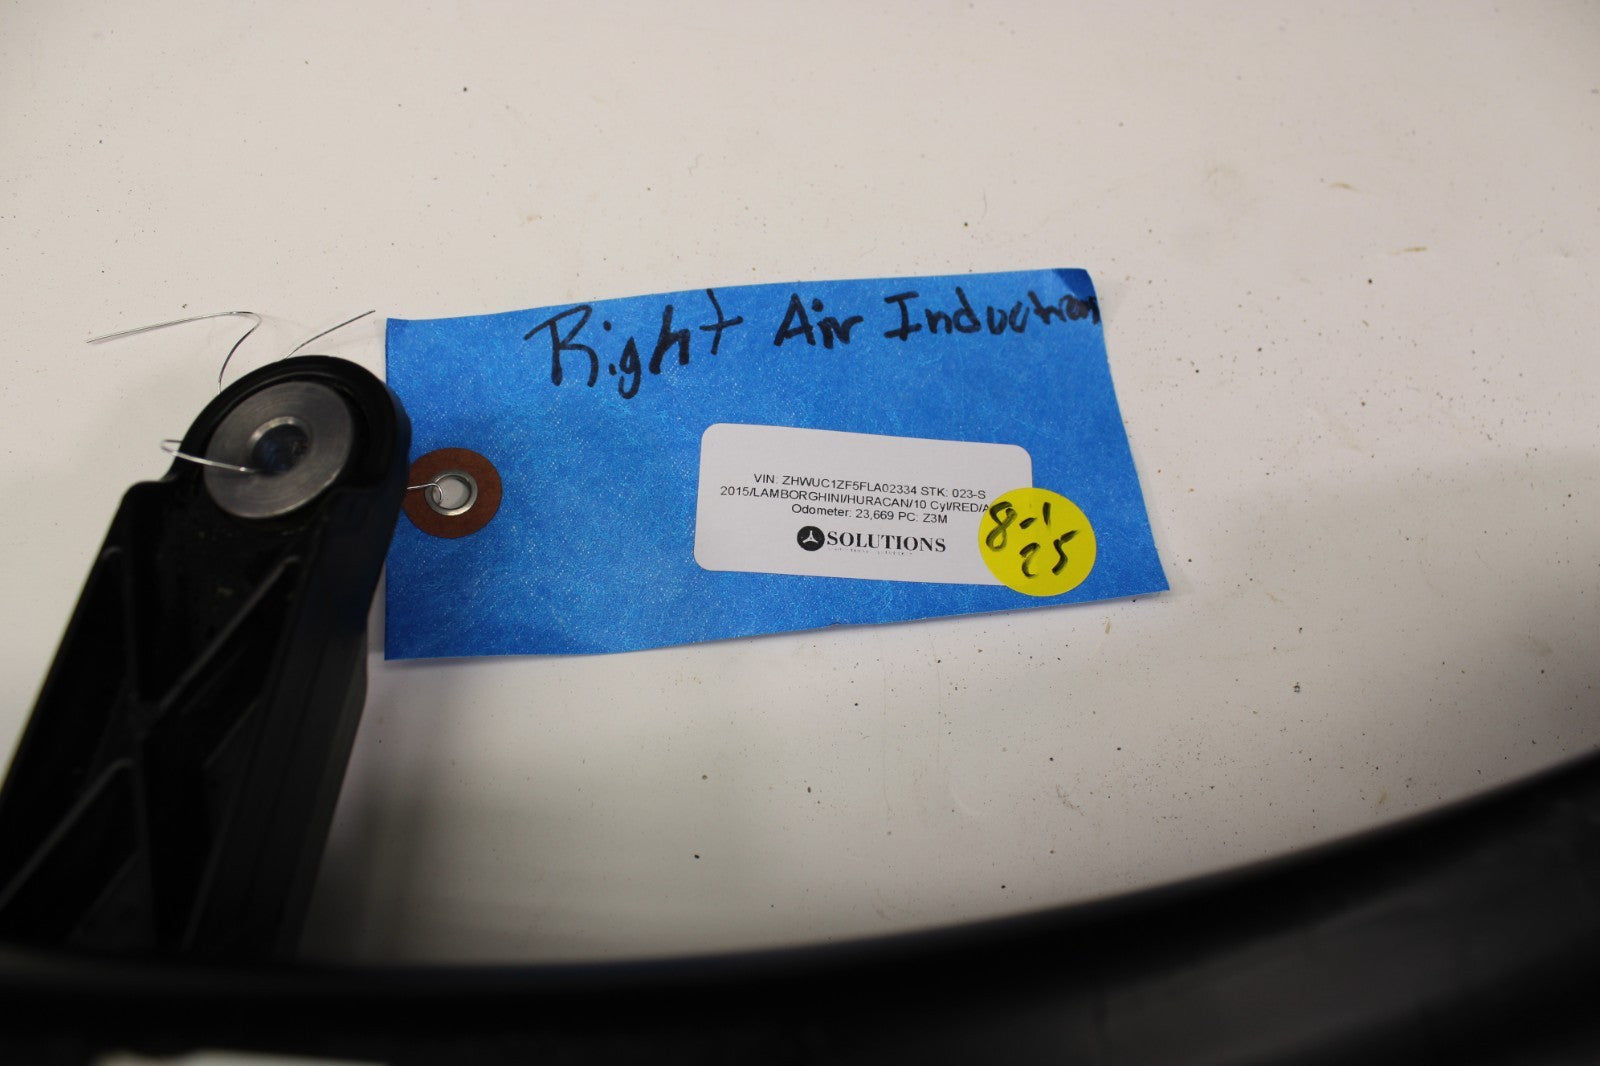 Right Air Induction
VIN: ZHWUC1ZF5FLA02334 STK: 023-S
2015/LAMBORGHINI/HURACAN/10 Cyl/RED/A
Odometer: 23,669 PC: Z3M
SOLUTIONS
8-1
25